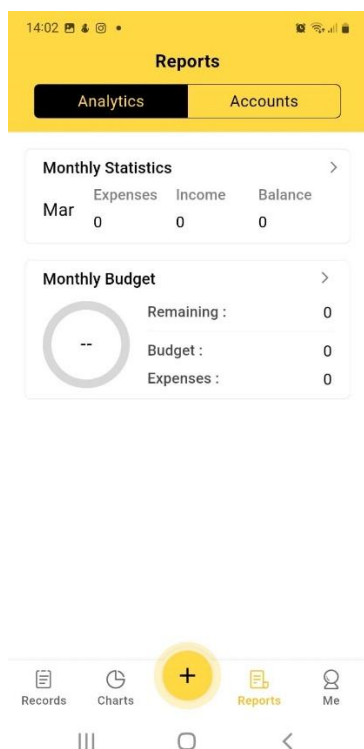 14:02
Reports
Analytics Accounts
Monthly Statistics
Expenses Income Balance
Mar 0 0 0
Monthly Budget
--
Remaining : 0
Budget : 0
Expenses : 0
+
Records Charts Reports Me